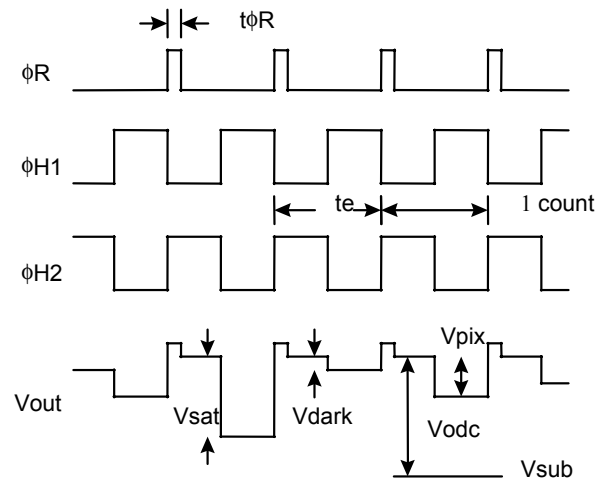 tϕR
ϕR
ϕH1
te
1 count
ϕH2
Vpix
Vout
Vsat
Vdark
Vodc
Vsub